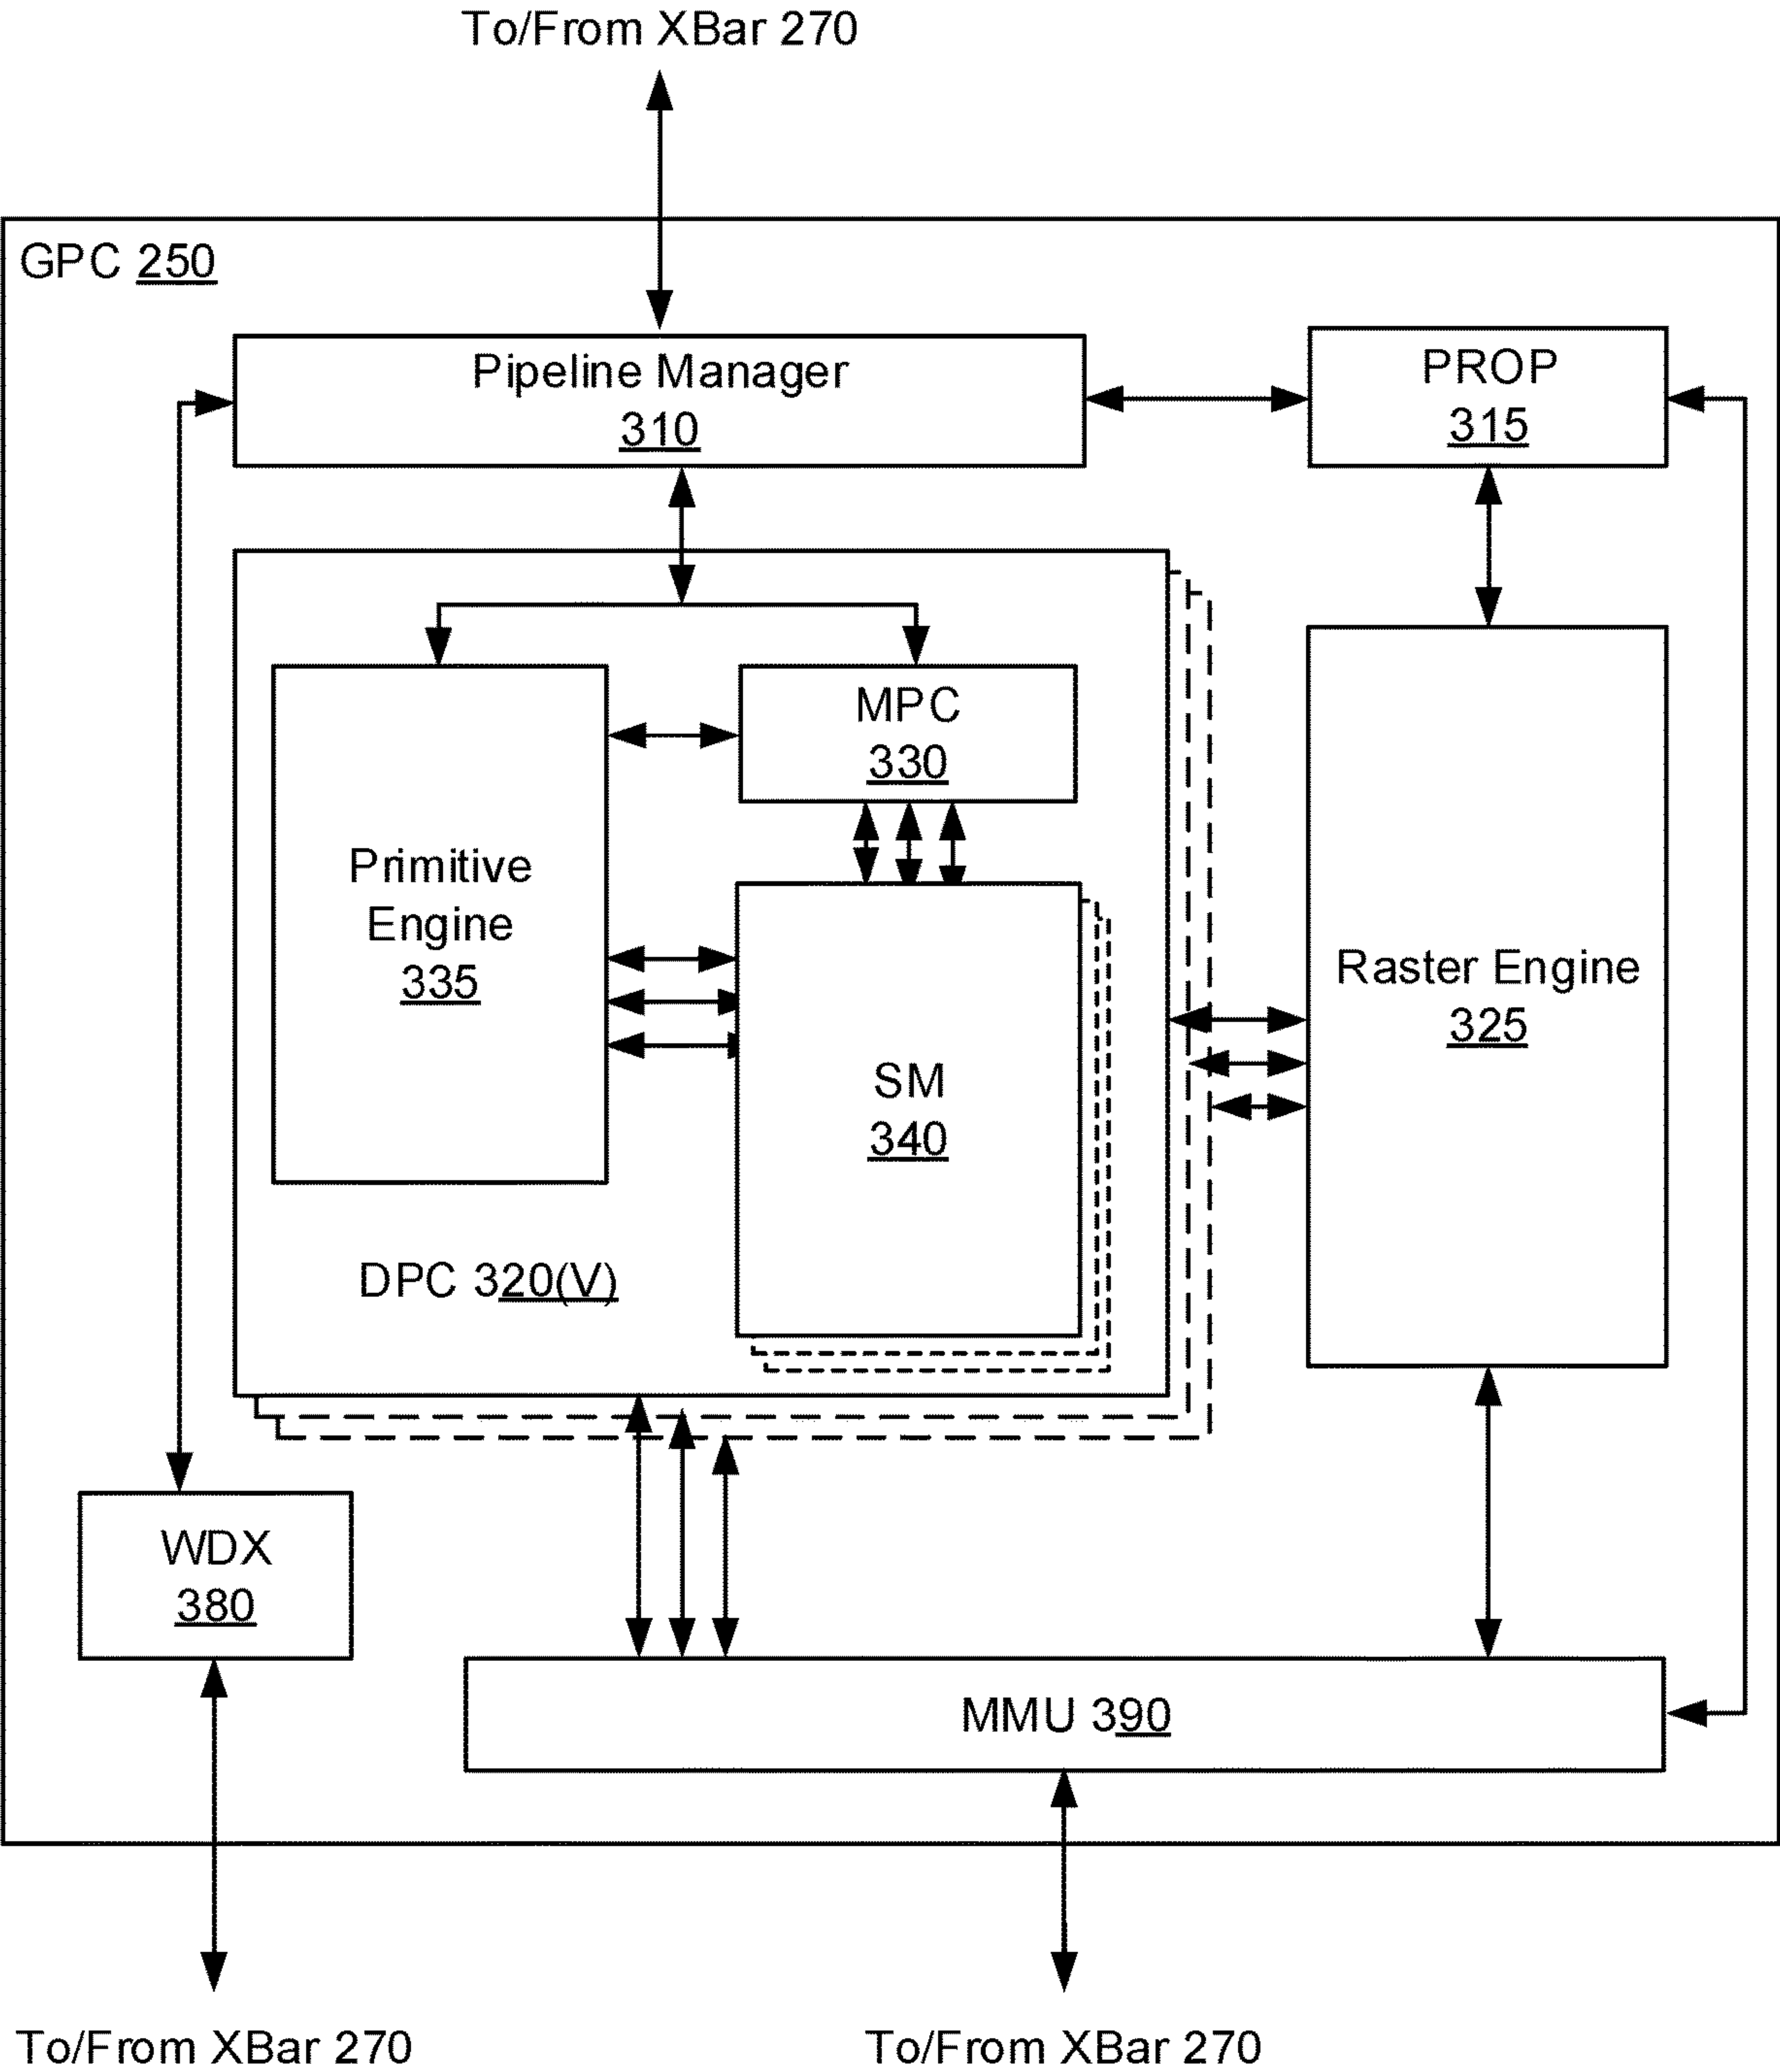 To/From XBar 270
GPC 250
Pipeline Manager
310
PROP
315
MPC
330
Primitive
Engine
335
Raster Engine
325
SM
340
DPC 320(V)
WDX
380
MMU 390
To/From XBar 270
To/From XBar 270